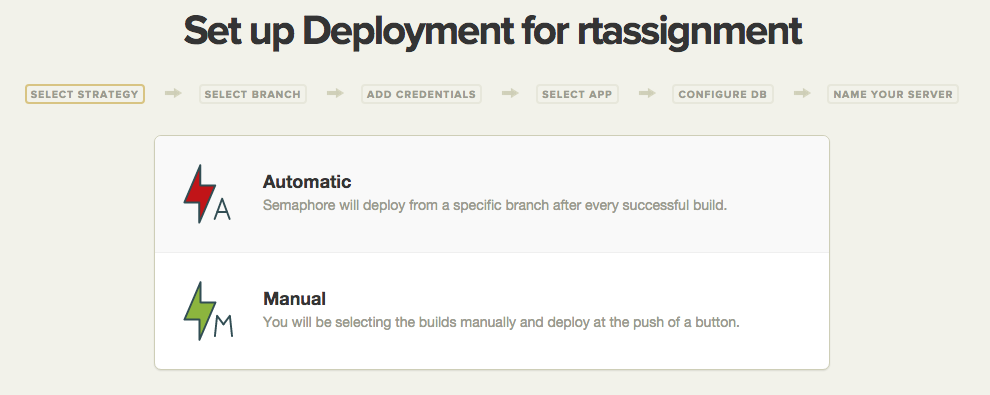 Set up Deployment for rtassignment
SELECT STRATEGY SELECT BRANCH ADD CREDENTIALS SELECT APP CONFIGURE DB NAME YOUR SERVER
A
Automatic
Semaphore will deploy from a specific branch after every successful build.
M
Manual
You will be selecting the builds manually and deploy at the push of a button.